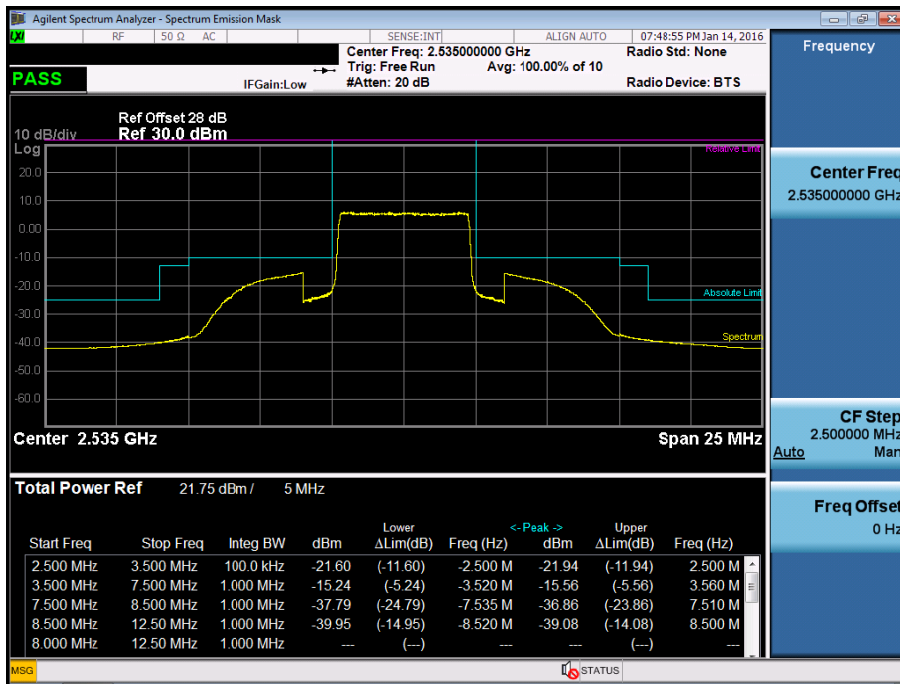 Agilent Spectrum Analyzer - Spectrum Emission Mask
LXI RF 50 Ω AC SENSE:INT ALIGN AUTO 07:48:55 PM Jan 14, 2016
Center Freq: 2.535000000 GHz Radio Std: None
Trig: Free Run Avg: 100.00% of 10
PASS IFGain:Low #Atten: 20 dB Radio Device: BTS
Frequency
Ref Offset 28 dB
10 dB/div Ref 30.0 dBm
Log
Relative Limit
20.0
10.0
0.00
-10.0
-20.0
Absolute Limit
-30.0
Spectrum
-40.0
-50.0
-60.0
Center 2.535 GHz Span 25 MHz
Center Freq
2.535000000 GHz
CF Step
2.500000 MHz
Auto Man
Freq Offset
0 Hz
Total Power Ref 21.75 dBm / 5 MHz
Lower <- Peak -> Upper
Start Freq Stop Freq Integ BW dBm ΔLim(dB) Freq (Hz) dBm ΔLim(dB) Freq (Hz)
2.500 MHz 3.500 MHz 100.0 kHz -21.60 (-11.60) -2.500 M -21.94 (-11.94) 2.500 M
3.500 MHz 7.500 MHz 1.000 MHz -15.24 (-5.24) -3.520 M -15.56 (-5.56) 3.560 M
7.500 MHz 8.500 MHz 1.000 MHz -37.79 (-24.79) -7.535 M -36.86 (-23.86) 7.510 M
8.500 MHz 12.50 MHz 1.000 MHz -39.95 (-14.95) -8.520 M -39.08 (-14.08) 8.500 M
8.000 MHz 12.50 MHz 1.000 MHz --- (---) --- --- (---) ---
MSG STATUS